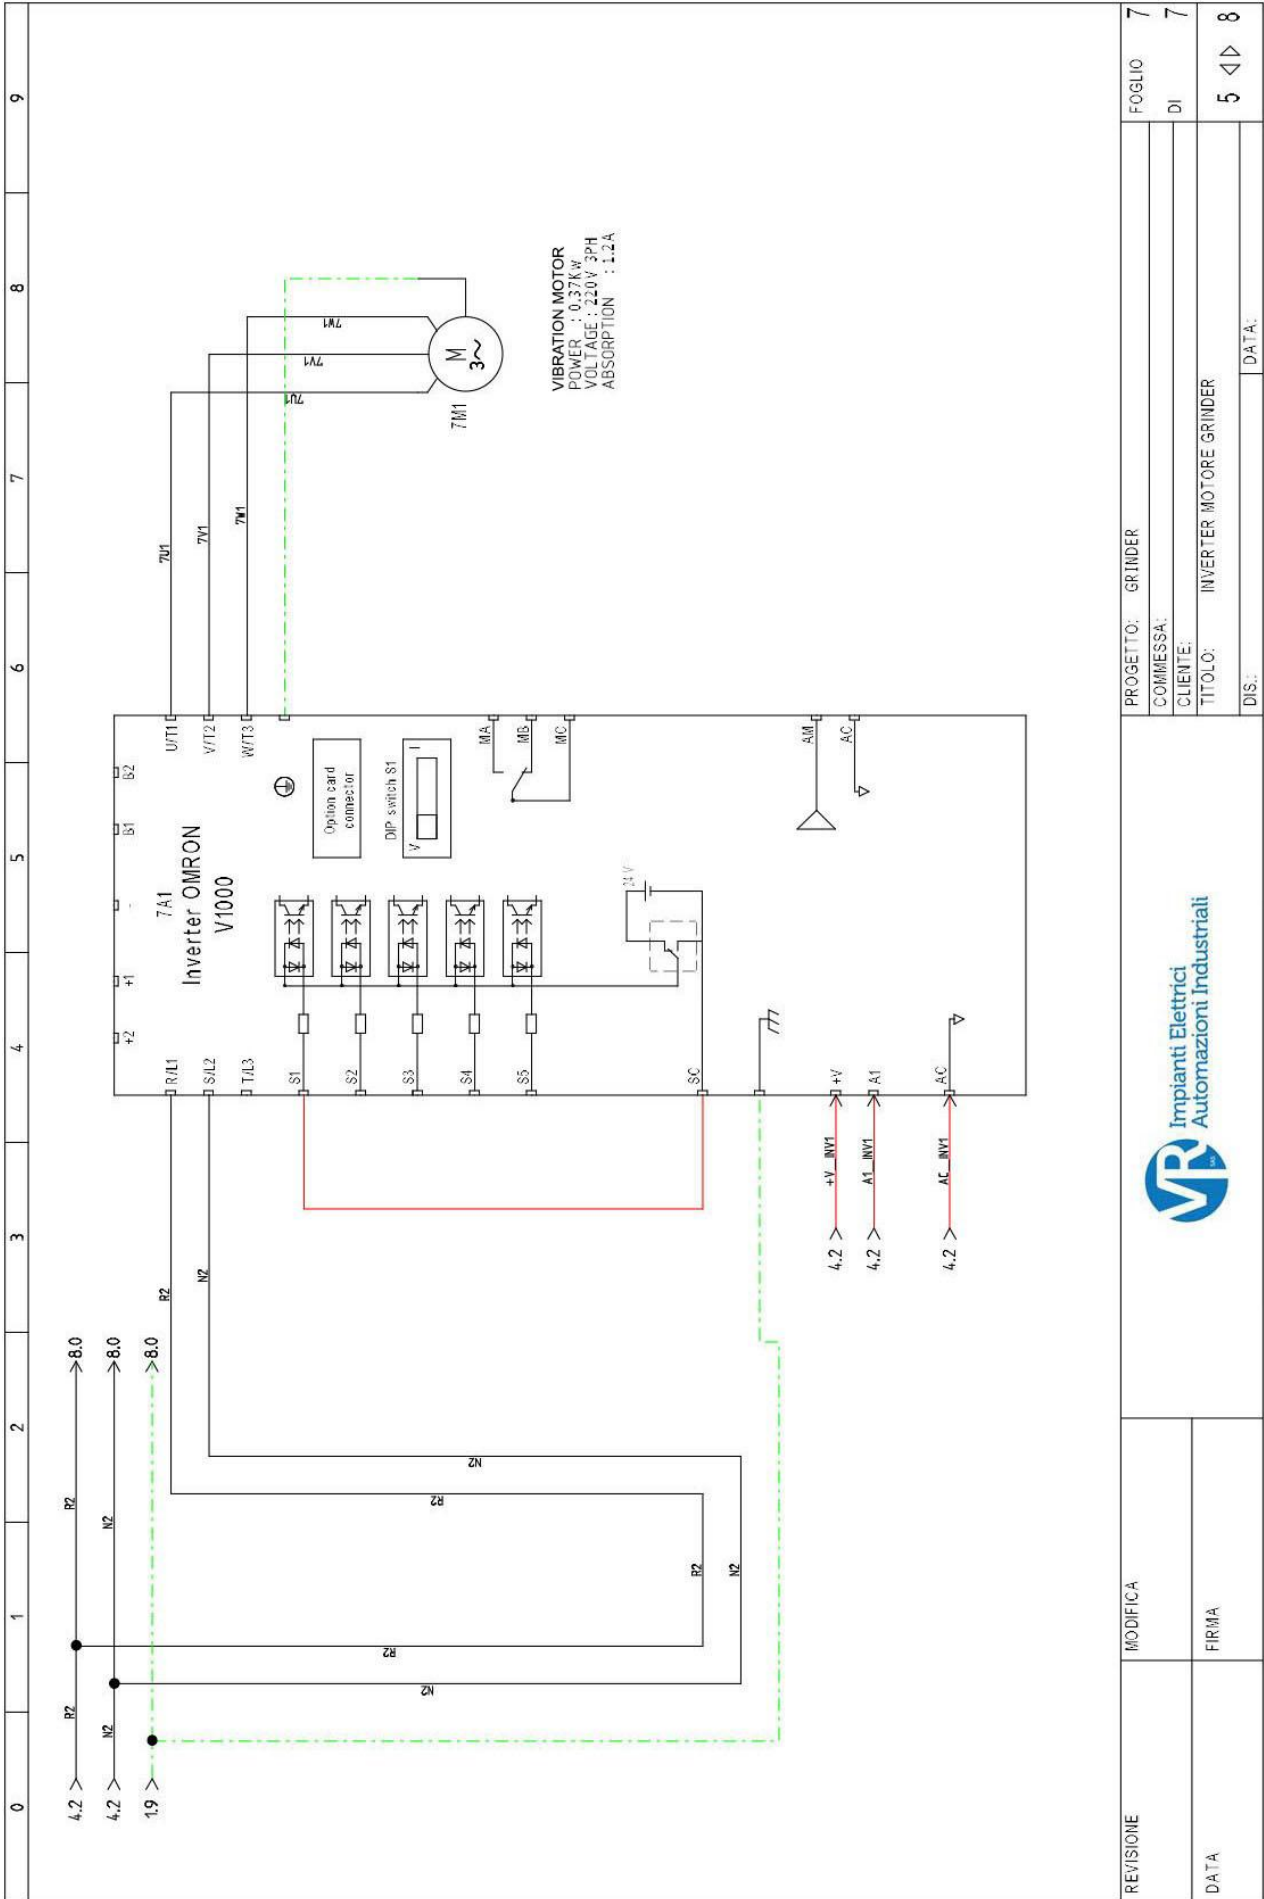 0 1 2 3 4 5 6 7 8 9
4.2 R2 R2 8.0
4.2 N2 N2 8.0
1.9 8.0
R2
N2
R2
N2
R2
N2
R2
N2
7A1
Inverter OMRON
V1000
+2 +1 - B1 B2
R/L1
S/L2
T/L3
S1
S2
S3
S4
S5
SC
+V
A1
AC
24 V
Option card
connector
DIP switch S1
V I
U/T1
V/T2
W/T3
MA
MB
MC
AM
AC
4.2 +V_INV1
4.2 A1_INV1
4.2 AC_INV1
7U1
7V1
7W1
7U1
7V1
7W1
M
3~
7M1
VIBRATION MOTOR
POWER : 0.37KW
VOLTAGE : 220V 3PH
ABSORPTION : 1.2A
REVISIONE
MODIFICA
DATA
FIRMA
VR
SAS
Impianti Elettrici
Automazioni Industriali
PROGETTO: GRINDER
COMMESSA:
CLIENTE:
TITOLO: INVERTER MOTORE GRINDER
DIS.:
DATA:
FOGLIO 7
DI 7
5 8